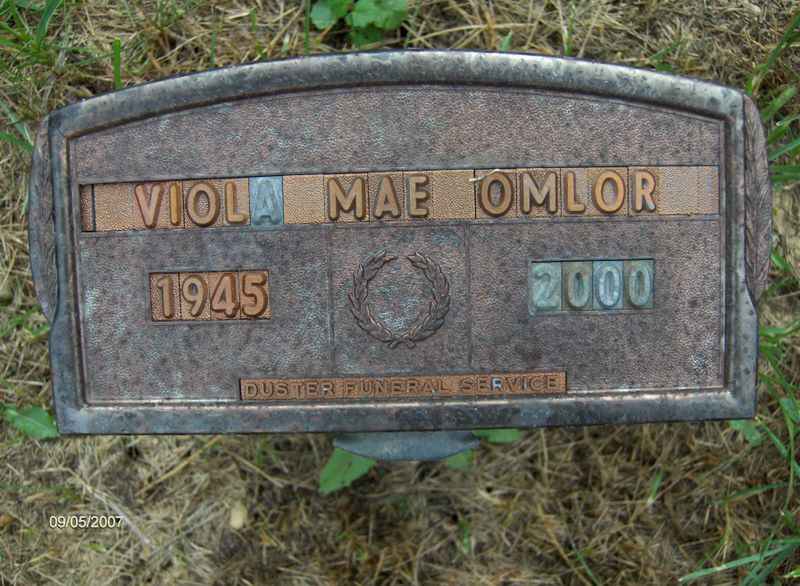 VIOLA MAE OMLOR
1945 2000
DUSTER FUNERAL SERVICE
09/05/2007